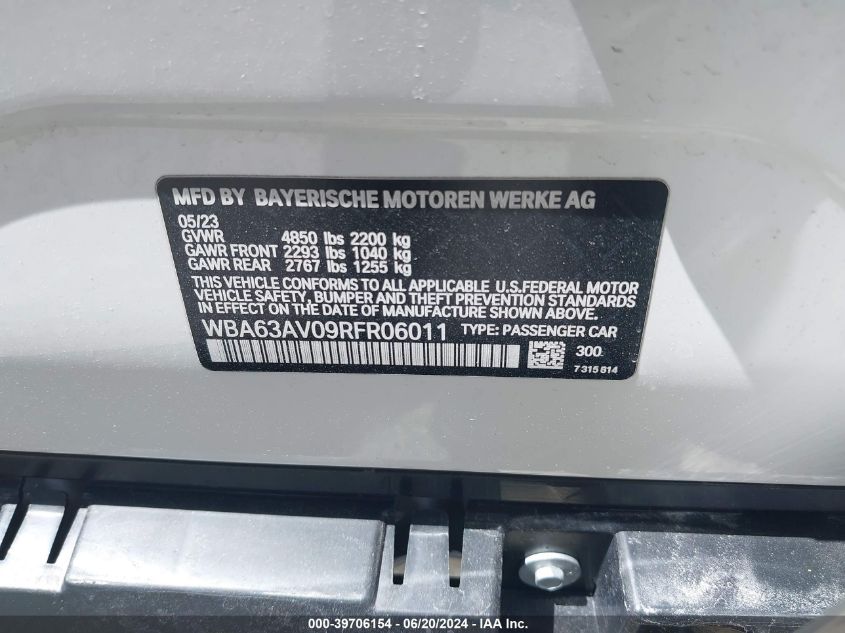 MFD BY BAYERISCHE MOTOREN WERKE AG
05/23
GVWR 4850 lbs 2200 kg
GAWR FRONT 2293 lbs 1040 kg
GAWR REAR 2767 lbs 1255 kg
THIS VEHICLE CONFORMS TO ALL APPLICABLE U.S.FEDERAL MOTOR
VEHICLE SAFETY, BUMPER AND THEFT PREVENTION STANDARDS
IN EFFECT ON THE DATE OF MANUFACTURE SHOWN ABOVE.
WBA63AV09RFR06011 TYPE: PASSENGER CAR
300
7315814
000-39706154 - 06/20/2024 - IAA Inc.